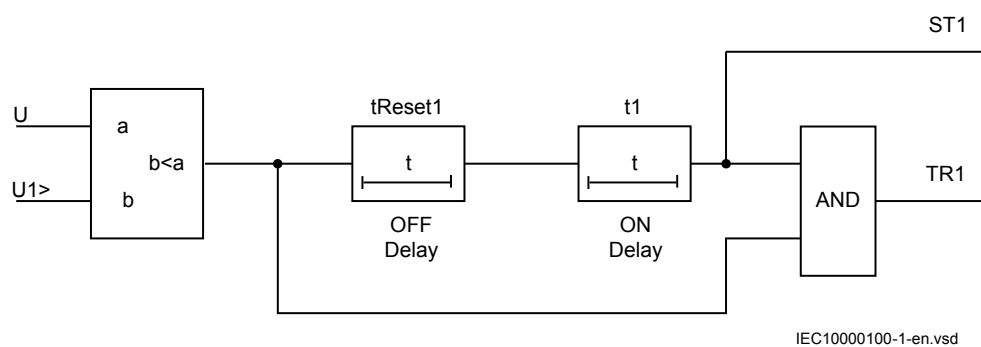 ST1
tReset1
t1
U
a
b<a
t
t
TR1
AND
U1>
b
OFF
Delay
ON
Delay
IEC10000100-1-en.vsd